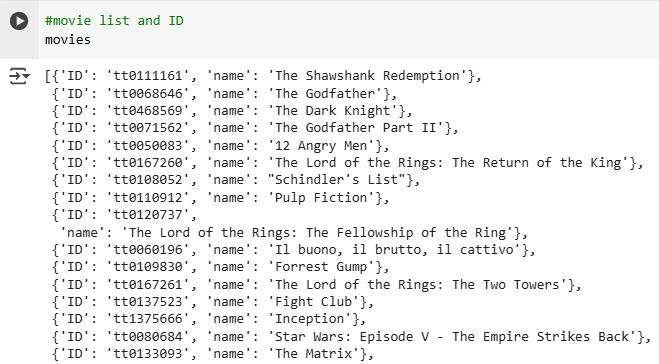 #movie list and ID
movies
[{'ID': 'tt0111161', 'name': 'The Shawshank Redemption'},
{'ID': 'tt0068646', 'name': 'The Godfather'},
{'ID': 'tt0468569', 'name': 'The Dark Knight'},
{'ID': 'tt0071562', 'name': 'The Godfather Part II'},
{'ID': 'tt0050083', 'name': '12 Angry Men'},
{'ID': 'tt0167260', 'name': 'The Lord of the Rings: The Return of the King'},
{'ID': 'tt0108052', 'name': "Schindler's List"},
{'ID': 'tt0110912', 'name': 'Pulp Fiction'},
{'ID': 'tt0120737',
'name': 'The Lord of the Rings: The Fellowship of the Ring'},
{'ID': 'tt0060196', 'name': 'Il buono, il brutto, il cattivo'},
{'ID': 'tt0109830', 'name': 'Forrest Gump'},
{'ID': 'tt0167261', 'name': 'The Lord of the Rings: The Two Towers'},
{'ID': 'tt0137523', 'name': 'Fight Club'},
{'ID': 'tt1375666', 'name': 'Inception'},
{'ID': 'tt0080684', 'name': 'Star Wars: Episode V - The Empire Strikes Back'},
{'ID': 'tt0133093', 'name': 'The Matrix'},